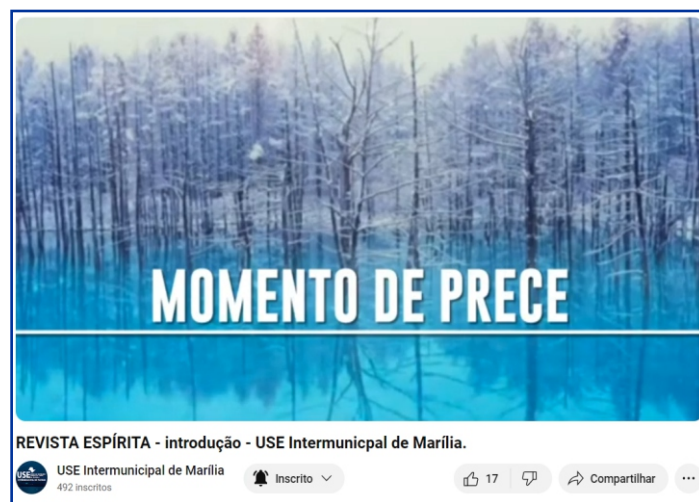 MOMENTO DE PRECE
REVISTA ESPÍRITA - introdução - USE Intermunicpal de Marília.
USE
USE Intermunicipal de Marília
492 inscritos
Inscrito
17
Compartilhar